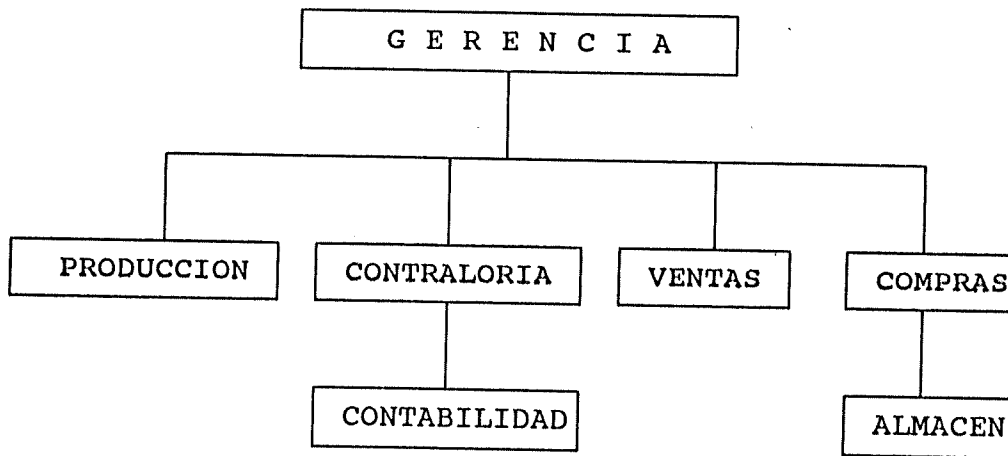 G E R E N C I A
PRODUCCION
CONTRALORIA
VENTAS
COMPRAS
CONTABILIDAD
ALMACEN